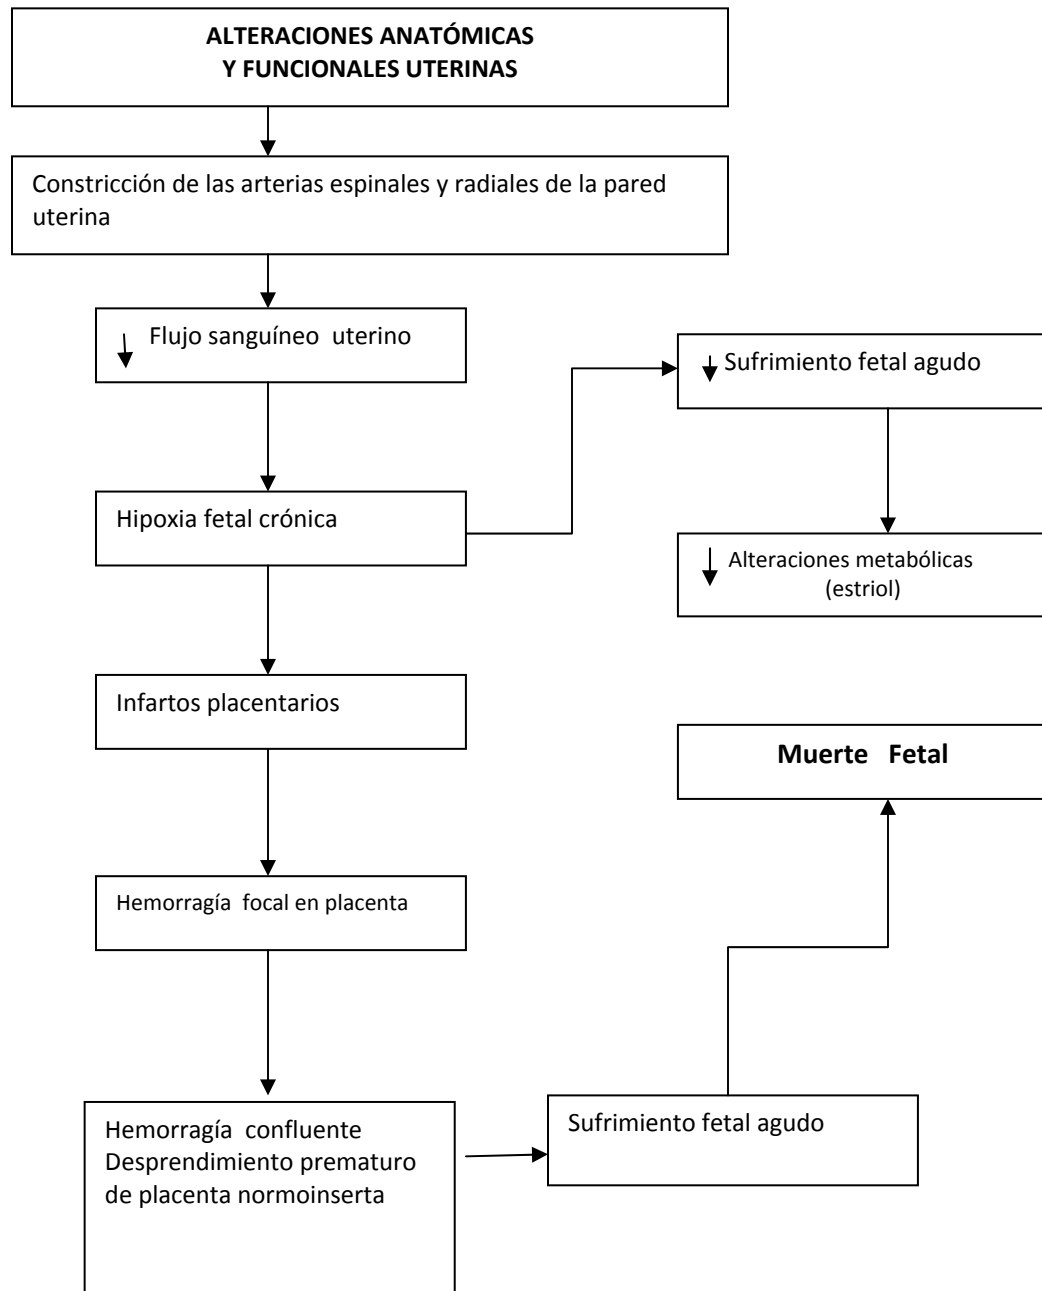 ALTERACIONES ANATÓMICAS
Y FUNCIONALES UTERINAS
Constricción de las arterias espinales y radiales de la pared
uterina
Flujo sanguíneo uterino
Sufrimiento fetal agudo
Hipoxia fetal crónica
Alteraciones metabólicas
(estriol)
Infartos placentarios
Muerte Fetal
Hemorragía focal en placenta
Hemorragía confluente
Desprendimiento prematuro
de placenta normoinserta
Sufrimiento fetal agudo